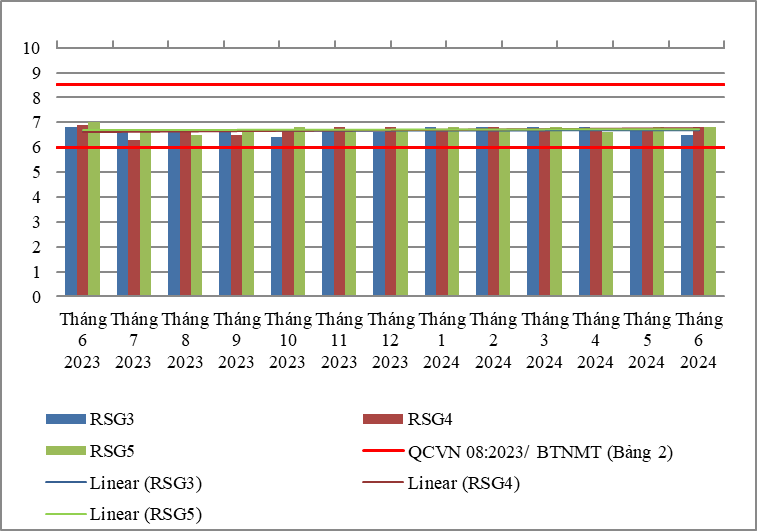 10
9
8
7
6
5
4
3
2
1
0
Tháng 6 2023
Tháng 7 2023
Tháng 8 2023
Tháng 9 2023
Tháng 10 2023
Tháng 11 2023
Tháng 12 2023
Tháng 1 2024
Tháng 2 2024
Tháng 3 2024
Tháng 4 2024
Tháng 5 2024
Tháng 6 2024
RSG3
RSG4
RSG5
QCVN 08:2023/ BTNMT (Bảng 2)
Linear (RSG3)
Linear (RSG4)
Linear (RSG5)